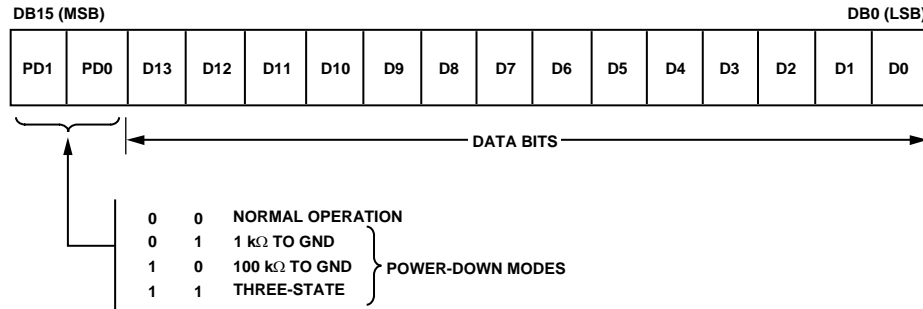 DB15 (MSB) DB0 (LSB)
PD1 PD0 D13 D12 D11 D10 D9 D8 D7 D6 D5 D4 D3 D2 D1 D0
DATA BITS
0 0 NORMAL OPERATION
0 1 1 kΩ TO GND
1 0 100 kΩ TO GND
1 1 THREE-STATE
POWER-DOWN MODES